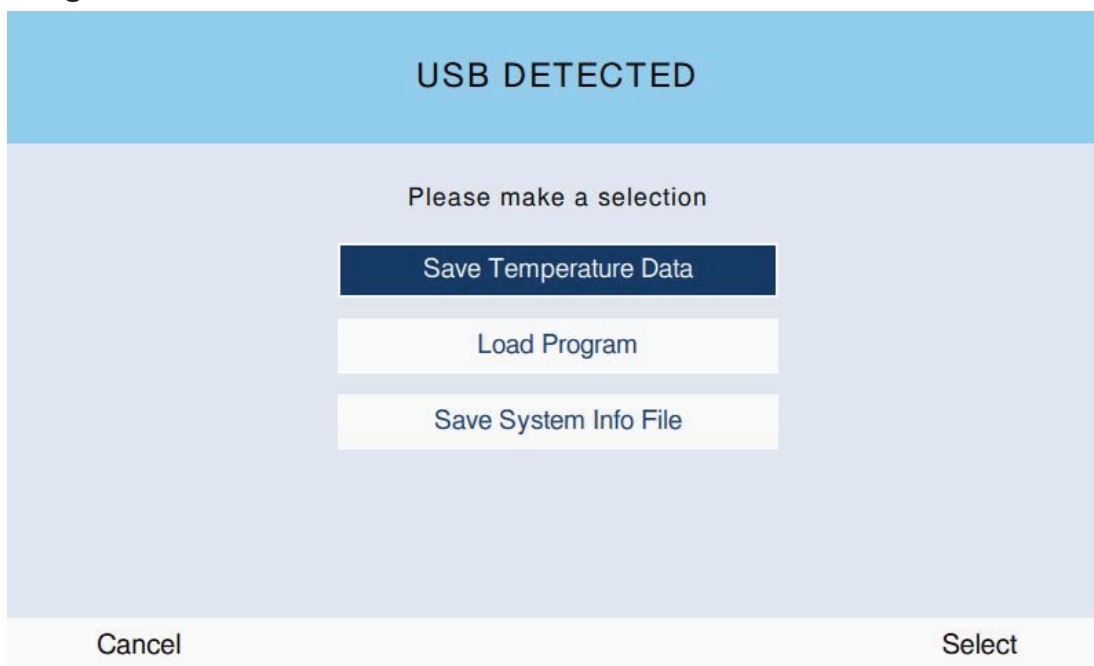 USB DETECTED
Please make a selection
Save Temperature Data
Load Program
Save System Info File
Cancel Select